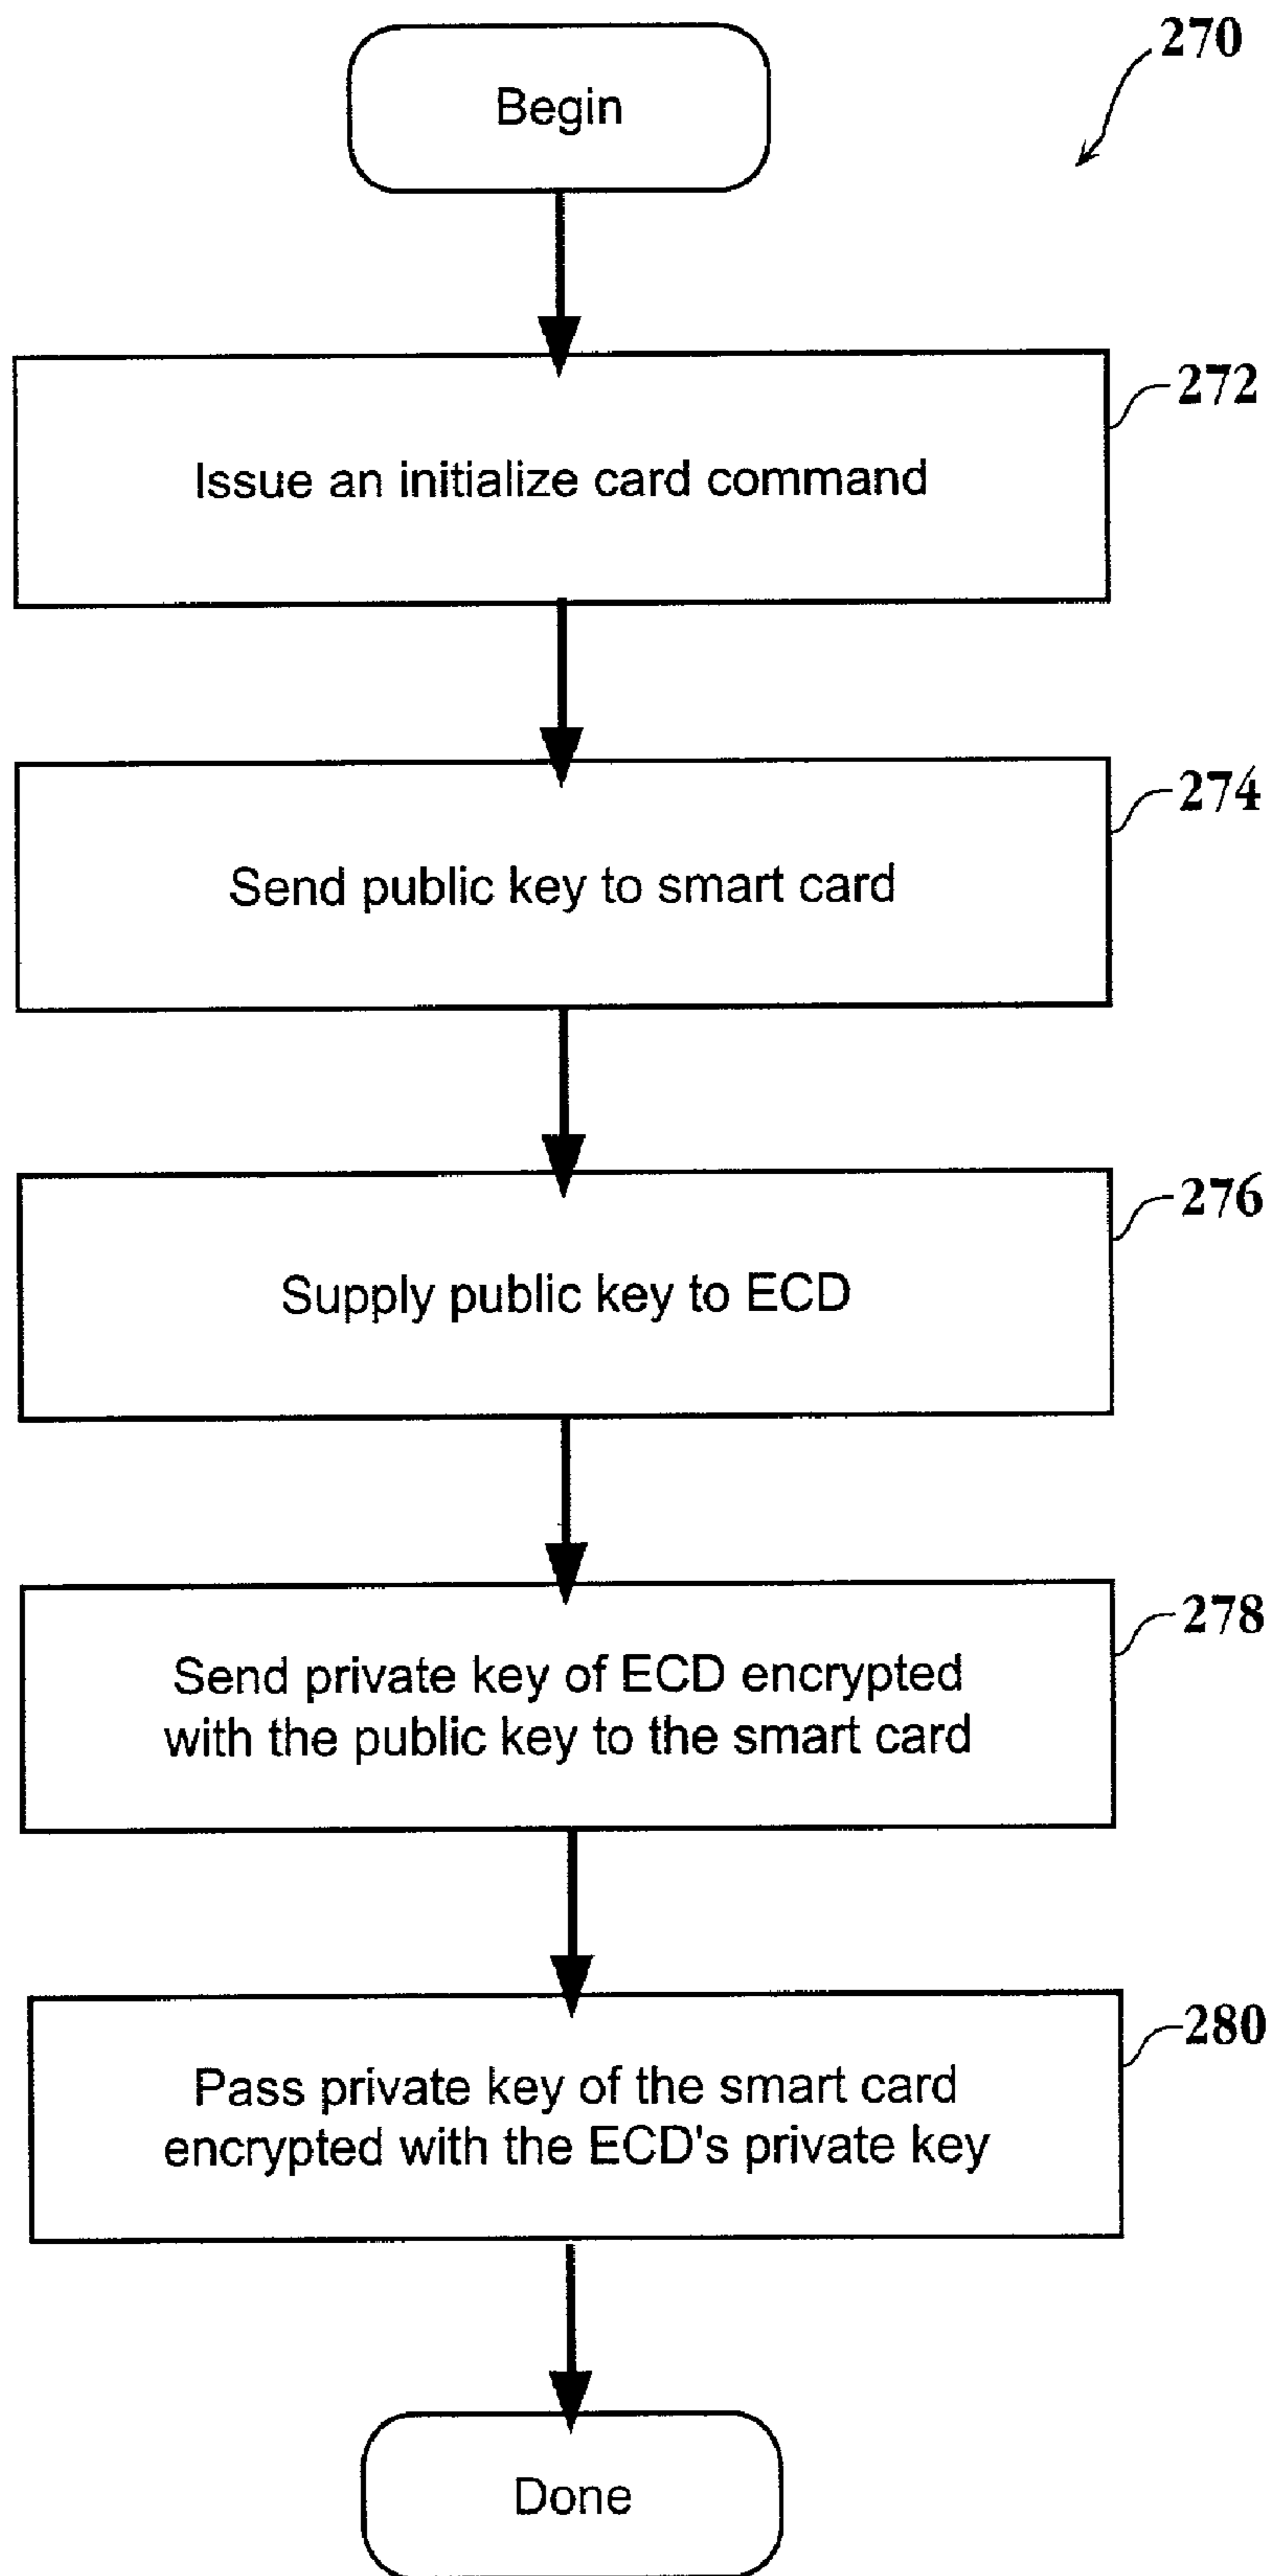 Begin
270
Issue an initialize card command
272
Send public key to smart card
274
Supply public key to ECD
276
Send private key of ECD encrypted
with the public key to the smart card
278
Pass private key of the smart card
encrypted with the ECD's private key
280
Done